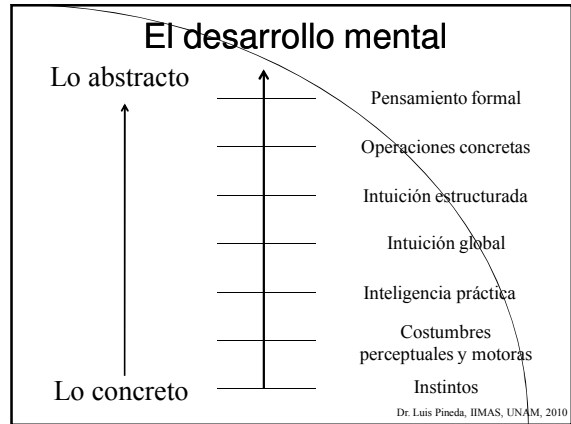 El desarrollo mental
Lo abstracto
Pensamiento formal
Operaciones concretas
Intuición estructurada
Intuición global
Inteligencia práctica
Costumbres
perceptuales y motoras
Lo concreto
Instintos
Dr. Luis Pineda, IIMAS, UNAM, 2010